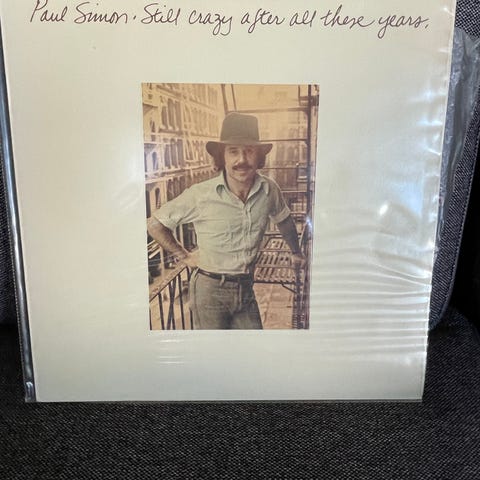 Paul Simon · Still crazy after all these years.